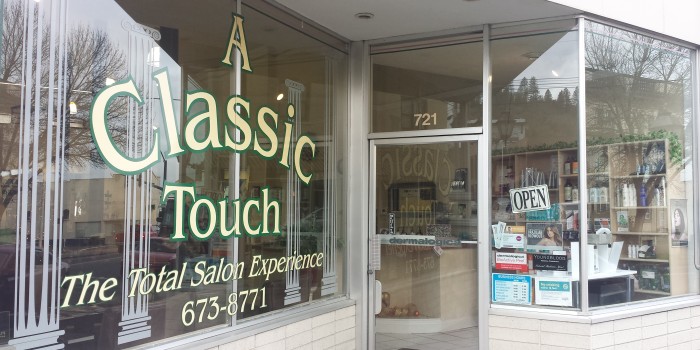 A
Classic
Touch
The Total Salon Experience
673-8771
721
dermalogica
OPEN